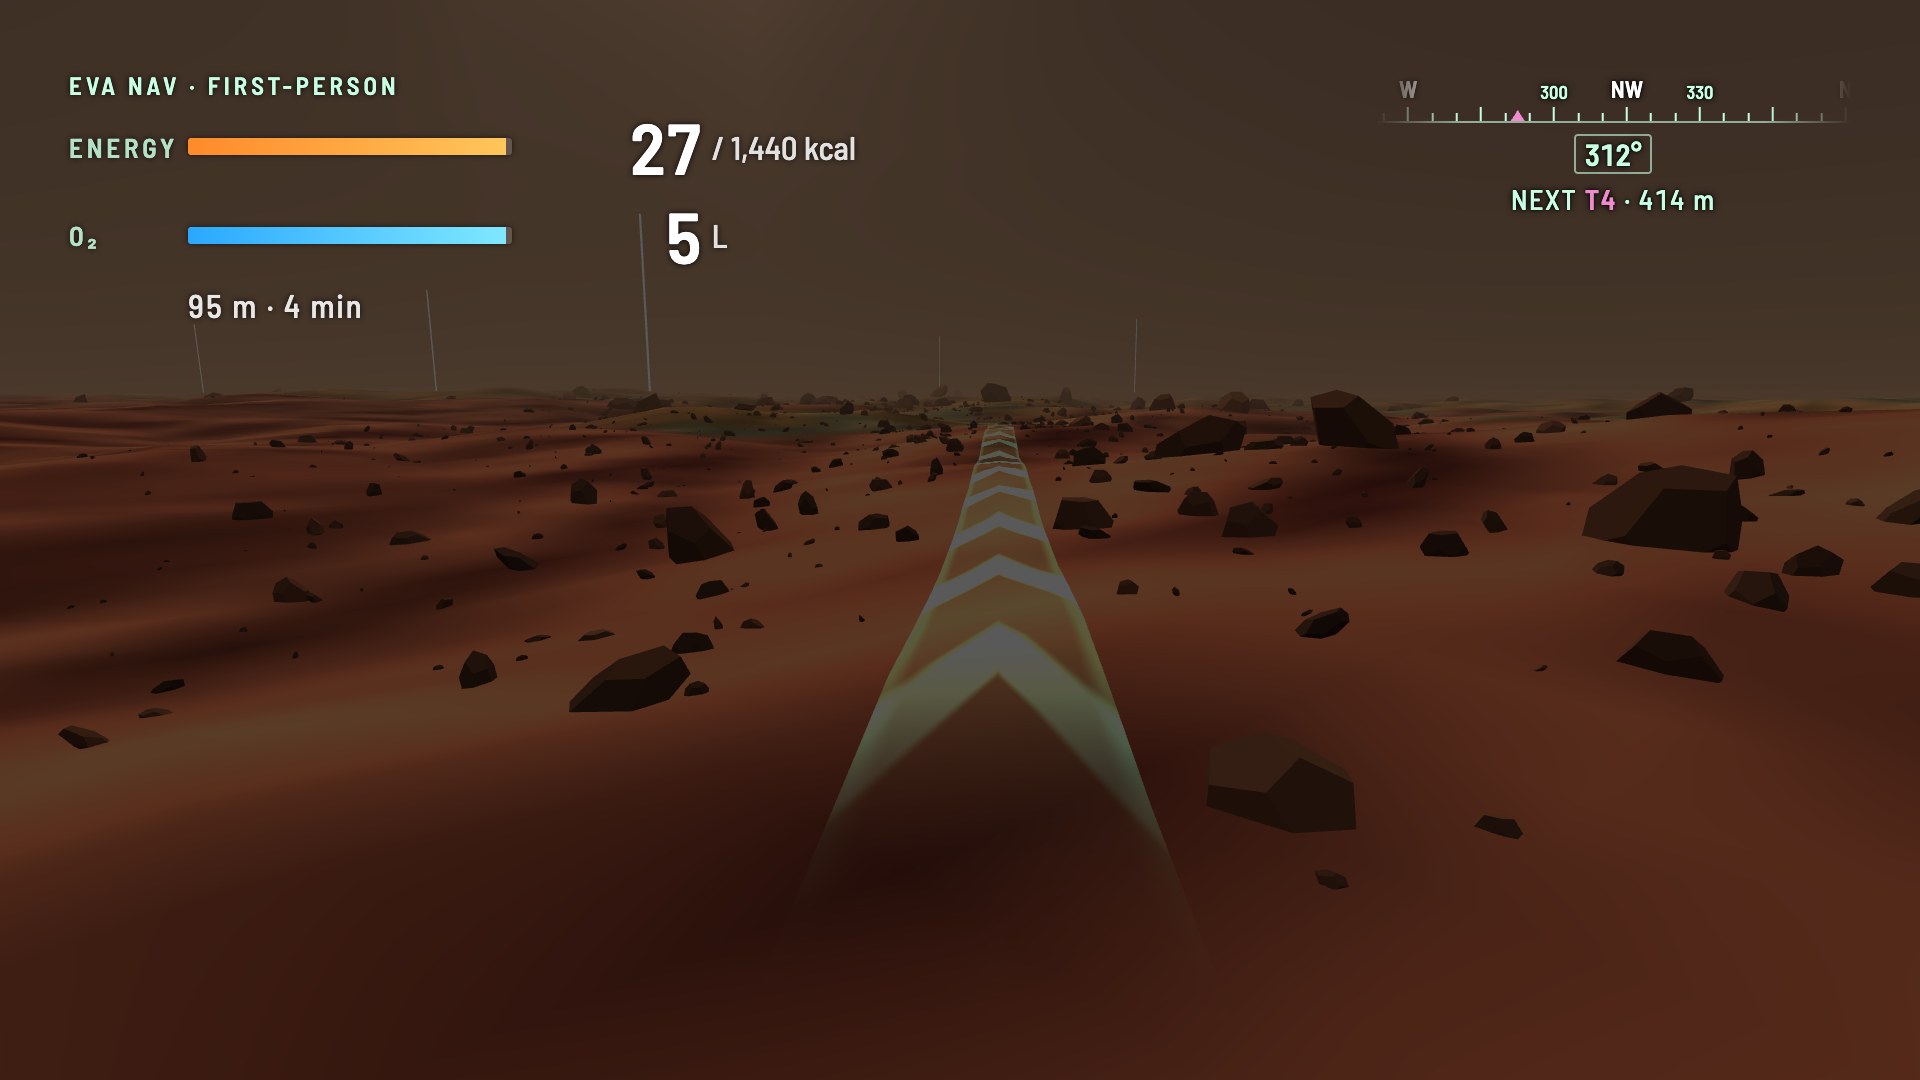 EVA NAV · FIRST-PERSON
ENERGY 27 / 1,440 kcal
O₂ 5 L
95 m · 4 min
W 300 NW 330 N
312°
NEXT T4 · 414 m